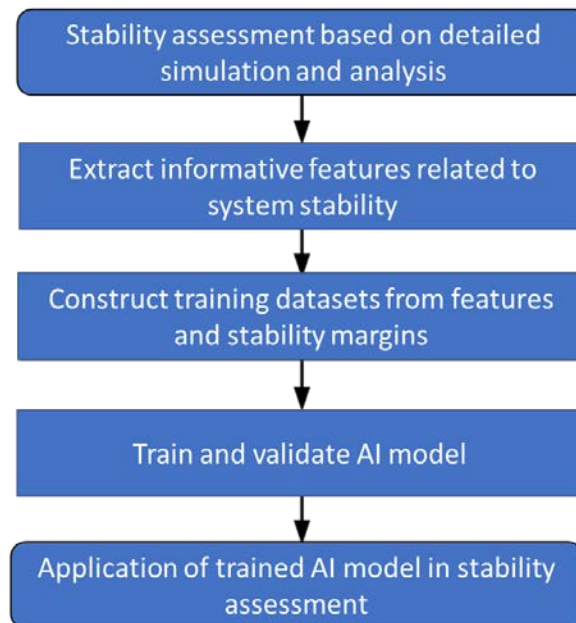 Stability assessment based on detailed
simulation and analysis
Extract informative features related to
system stability
Construct training datasets from features
and stability margins
Train and validate AI model
Application of trained AI model in stability
assessment